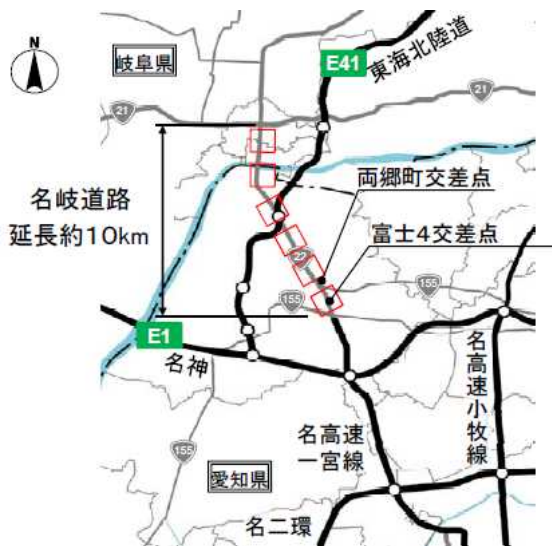 N
岐阜県
E41
東海北陸道
21
21
名岐道路
延長約10km
両郷町交差点
富士4交差点
22
155
155
E1
名神
155
愛知県
名高速
一宮線
名高速小牧線
名二環